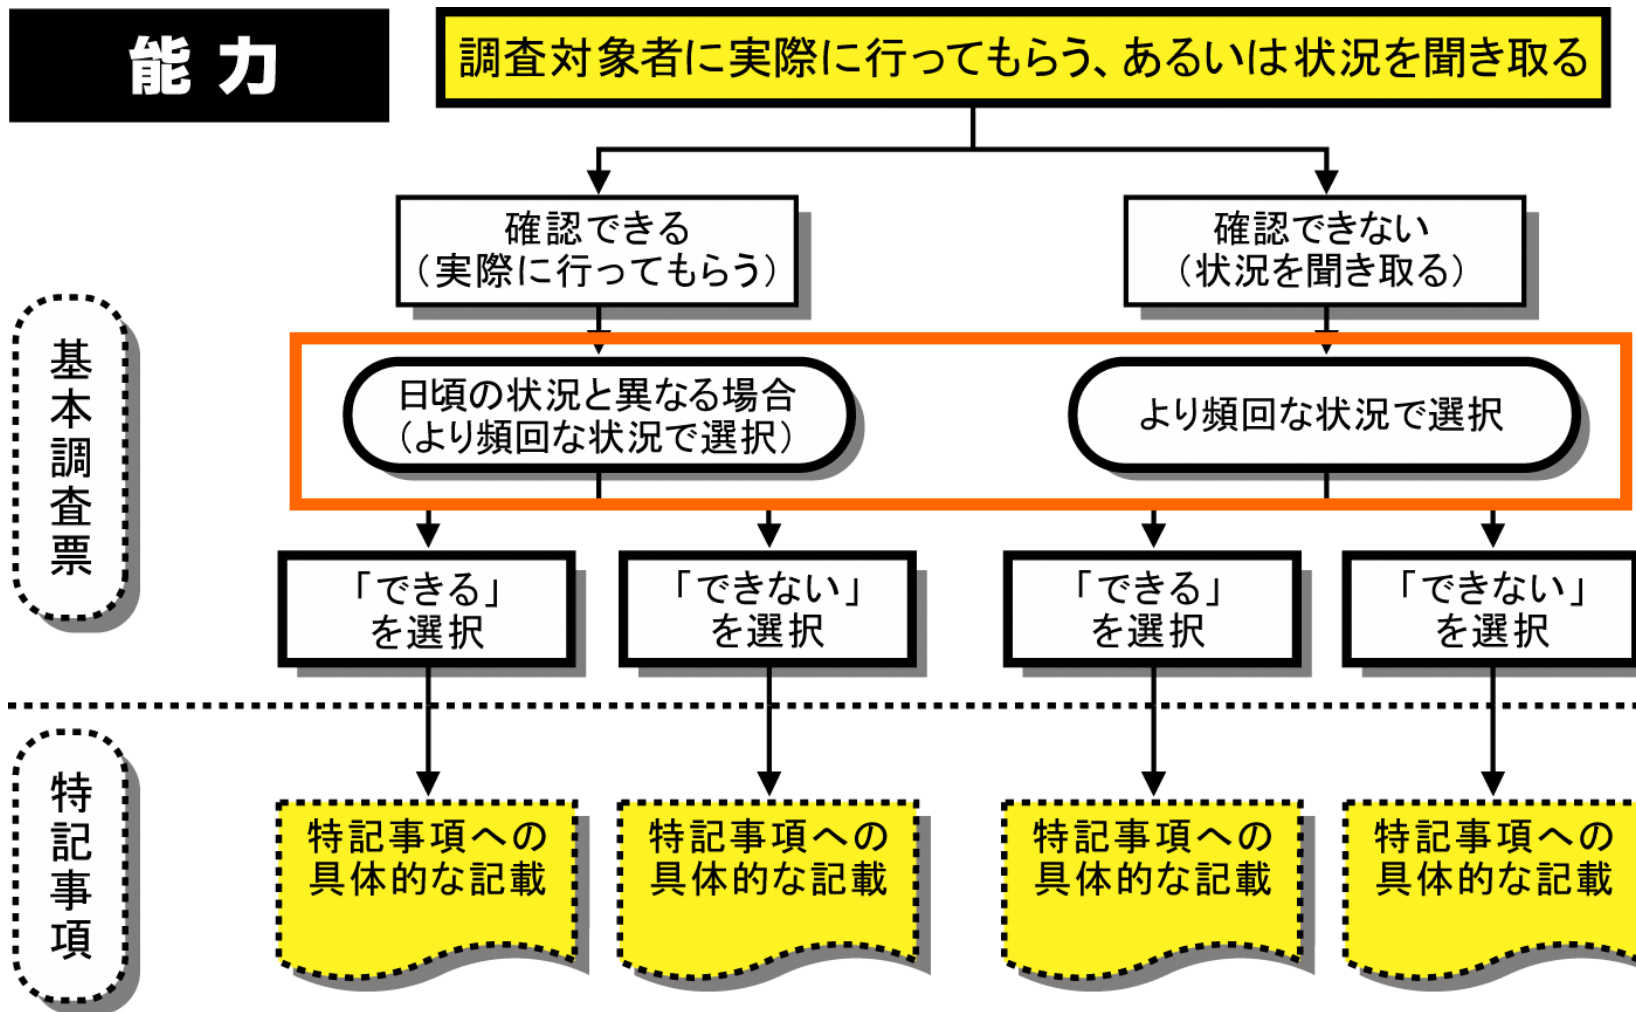 能力
調査対象者に実際に行ってもらう、あるいは状況を聞き取る
確認できる
（実際に行ってもらう）
確認できない
（状況を聞き取る）
基本調査票
日頃の状況と異なる場合
（より頻回な状況で選択）
より頻回な状況で選択
「できる」
を選択
「できない」
を選択
「できる」
を選択
「できない」
を選択
特記事項
特記事項への
具体的な記載
特記事項への
具体的な記載
特記事項への
具体的な記載
特記事項への
具体的な記載